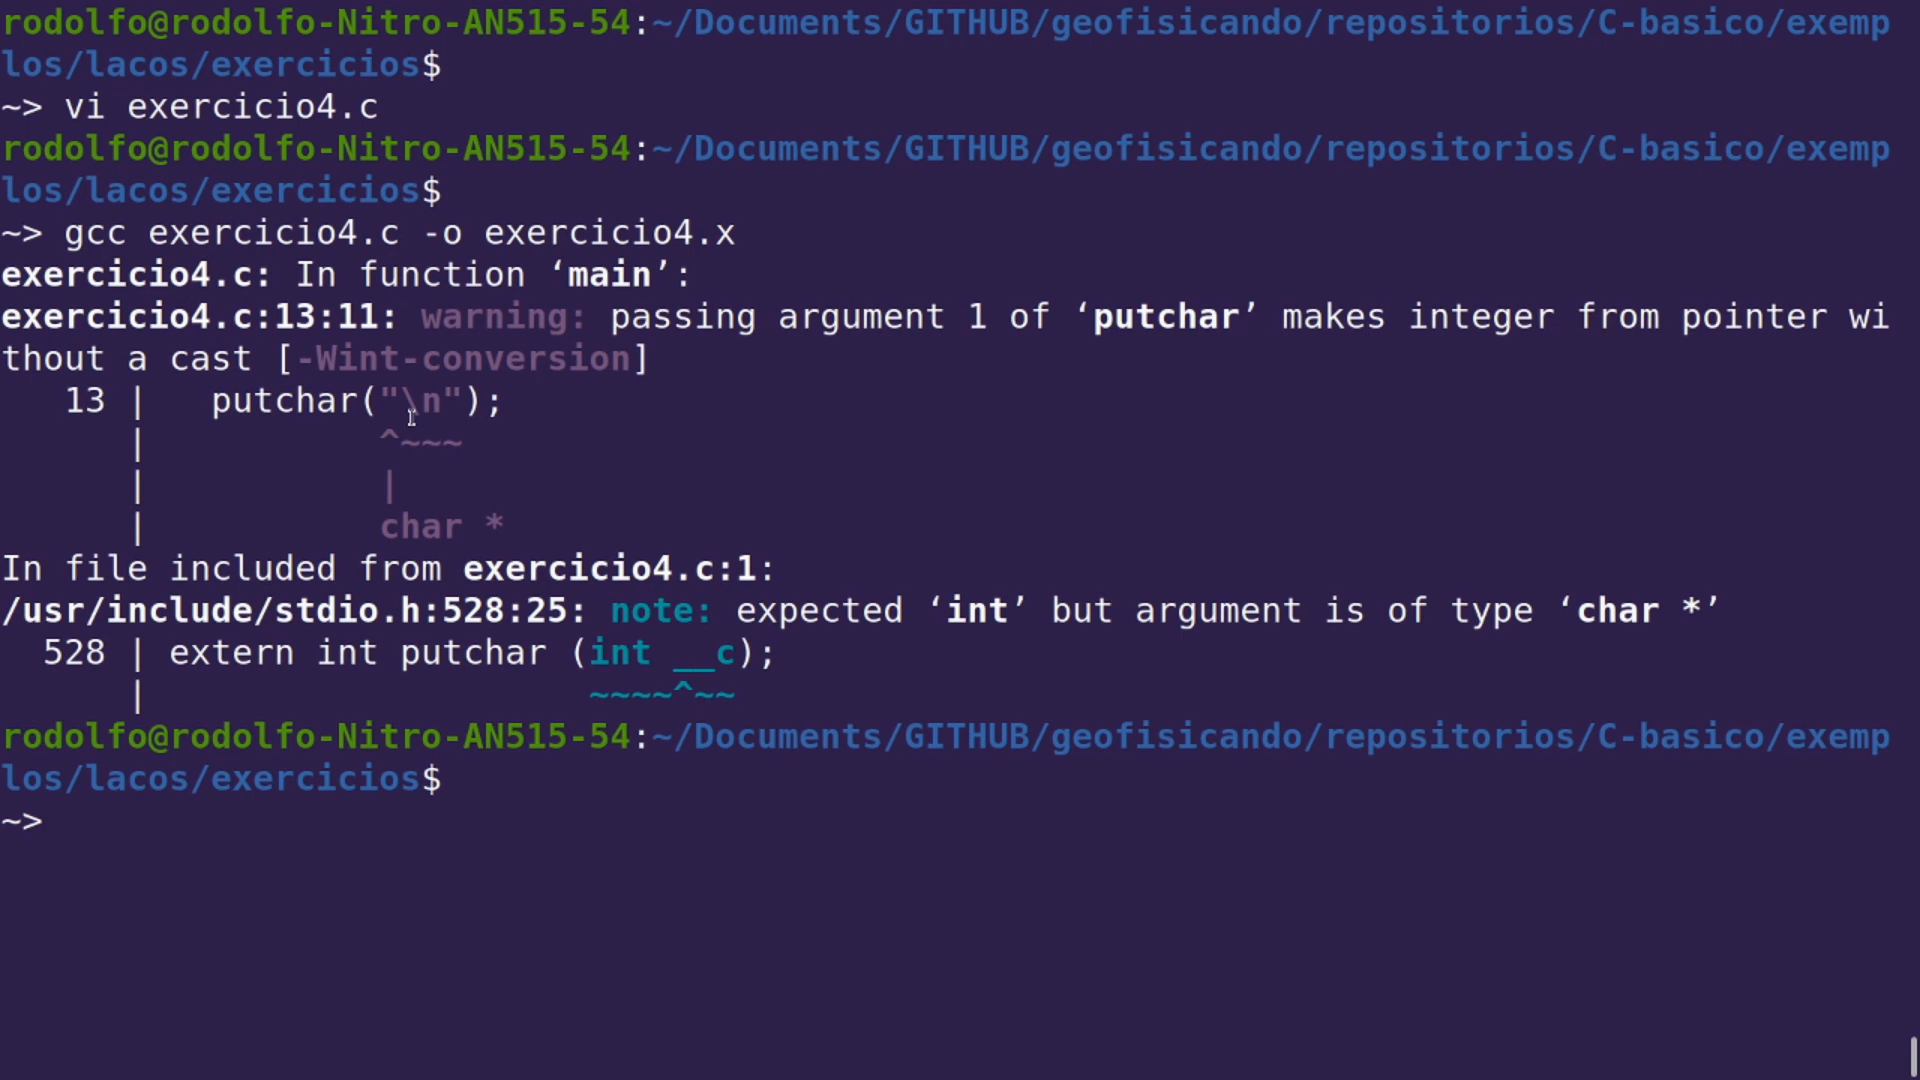 rodolfo@rodolfo-Nitro-AN515-54:~/Documents/GITHUB/geofisicando/repositorios/C-basico/exemp
los/lacos/exercicios$
~> vi exercicio4.c
rodolfo@rodolfo-Nitro-AN515-54:~/Documents/GITHUB/geofisicando/repositorios/C-basico/exemp
los/lacos/exercicios$
~> gcc exercicio4.c -o exercicio4.x
exercicio4.c: In function ‘main’:
exercicio4.c:13:11: warning: passing argument 1 of ‘putchar’ makes integer from pointer wi
thout a cast [-Wint-conversion]
   13 |   putchar("\n");
      |           ^~~~
      |           |
      |           char *
In file included from exercicio4.c:1:
/usr/include/stdio.h:528:25: note: expected ‘int’ but argument is of type ‘char *’
  528 | extern int putchar (int __c);
      |                     ~~~~^~~
rodolfo@rodolfo-Nitro-AN515-54:~/Documents/GITHUB/geofisicando/repositorios/C-basico/exemp
los/lacos/exercicios$
~>